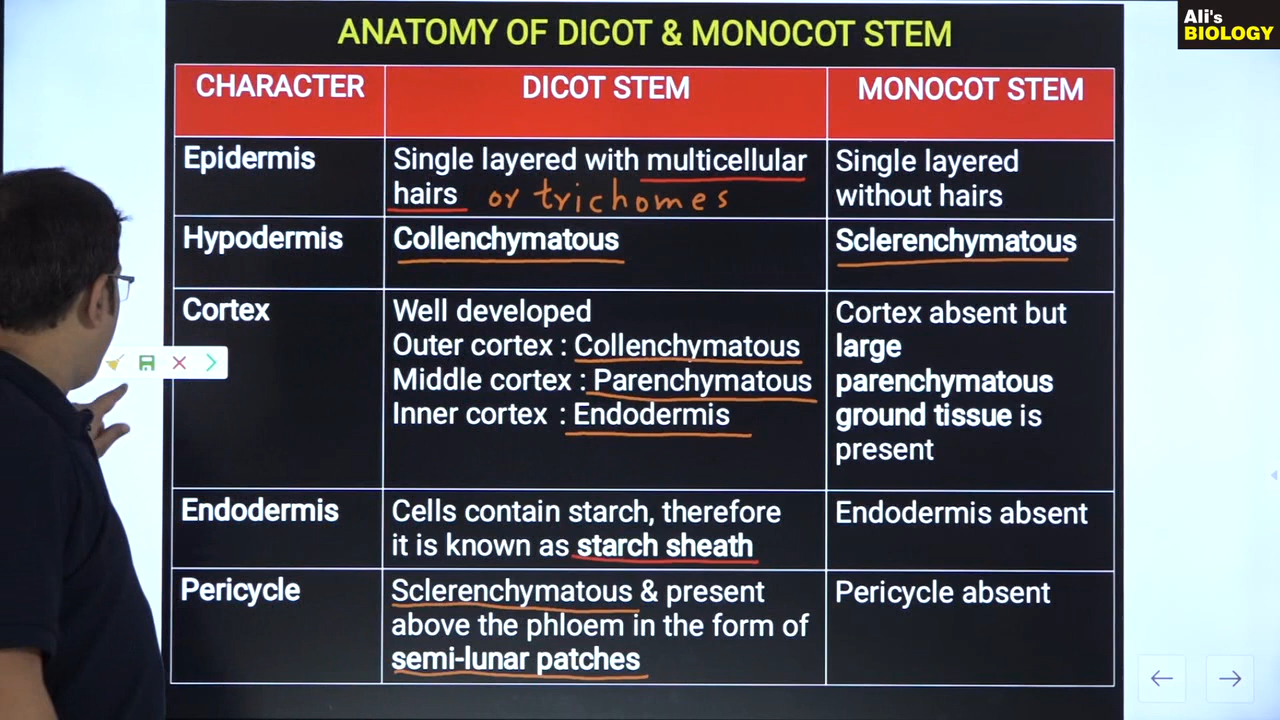 Ali's
BIOLOGY
ANATOMY OF DICOT & MONOCOT STEM
CHARACTER DICOT STEM MONOCOT STEM
Epidermis
Single layered with multicellular
hairs or trichomes
Single layered
without hairs
Hypodermis
Collenchymatous
Sclerenchymatous
Cortex
Well developed
Outer cortex : Collenchymatous
Middle cortex : Parenchymatous
Inner cortex : Endodermis
Cortex absent but
large
parenchymatous
ground tissue is
present
Endodermis
Cells contain starch, therefore
it is known as starch sheath
Endodermis absent
Pericycle
Sclerenchymatous & present
above the phloem in the form of
semi-lunar patches
Pericycle absent